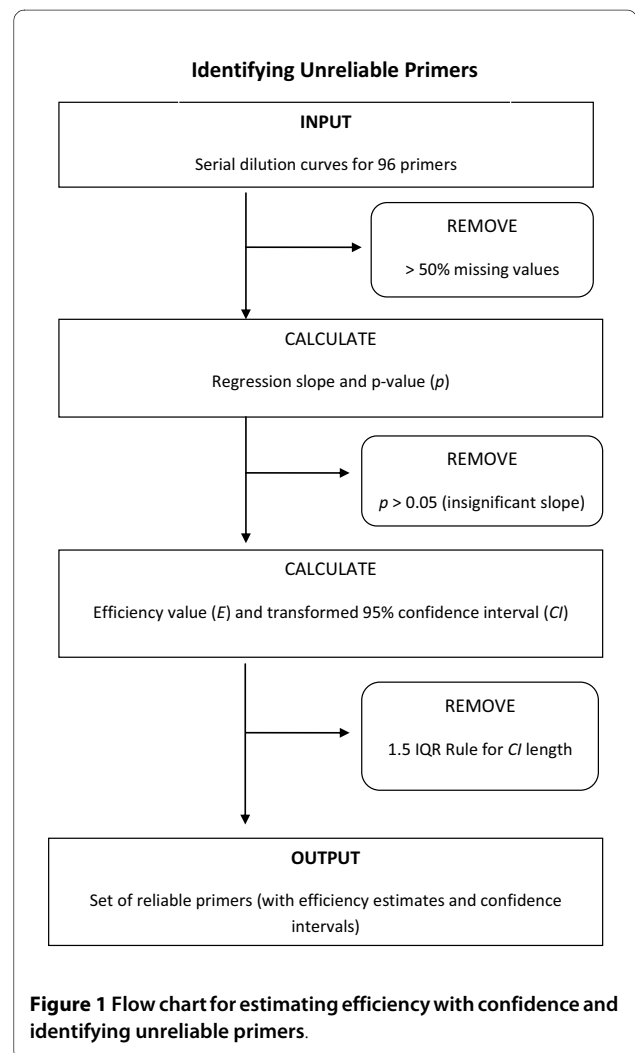 Identifying Unreliable Primers
INPUT
Serial dilution curves for 96 primers
REMOVE
> 50% missing values
CALCULATE
Regression slope and p-value (p)
REMOVE
p > 0.05 (insignificant slope)
CALCULATE
Efficiency value (E) and transformed 95% confidence interval (CI)
REMOVE
1.5 IQR Rule for CI length
OUTPUT
Set of reliable primers (with efficiency estimates and confidence
intervals)
Figure 1 Flow chart for estimating efficiency with confidence and
identifying unreliable primers.